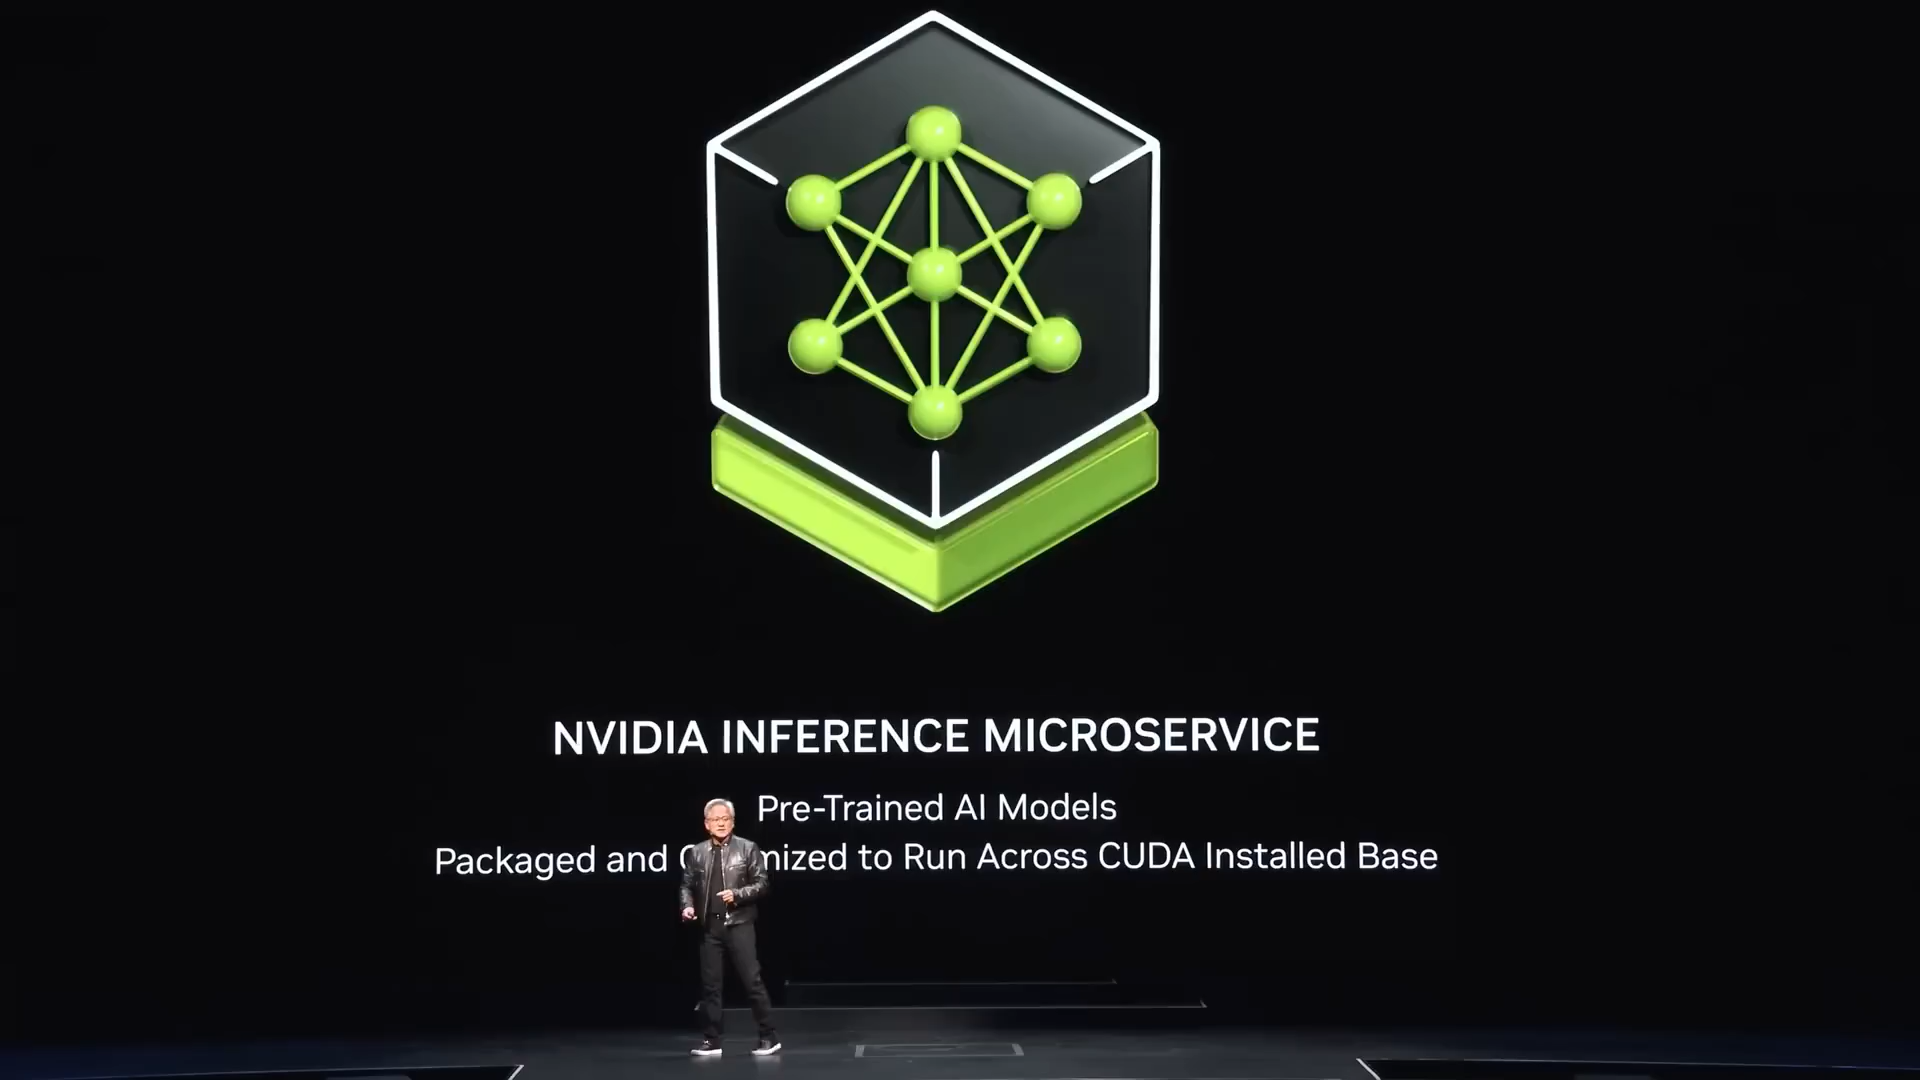 NVIDIA INFERENCE MICROSERVICE
Pre-Trained AI Models
Packaged and to Run Across CUDA Installed Base